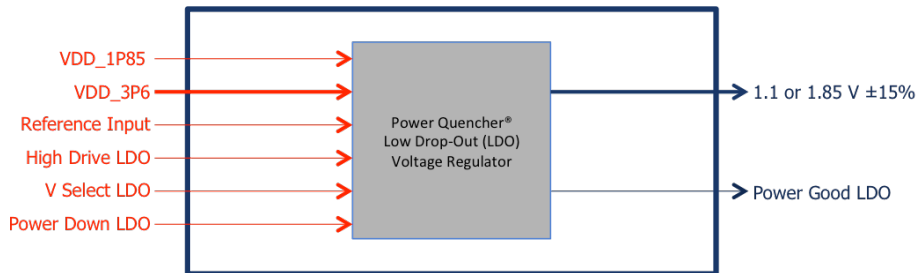 VDD_1P85
VDD_3P6
Reference Input
High Drive LDO
V Select LDO
Power Down LDO
Power Quencher®
Low Drop-Out (LDO)
Voltage Regulator
1.1 or 1.85 V ±15%
Power Good LDO